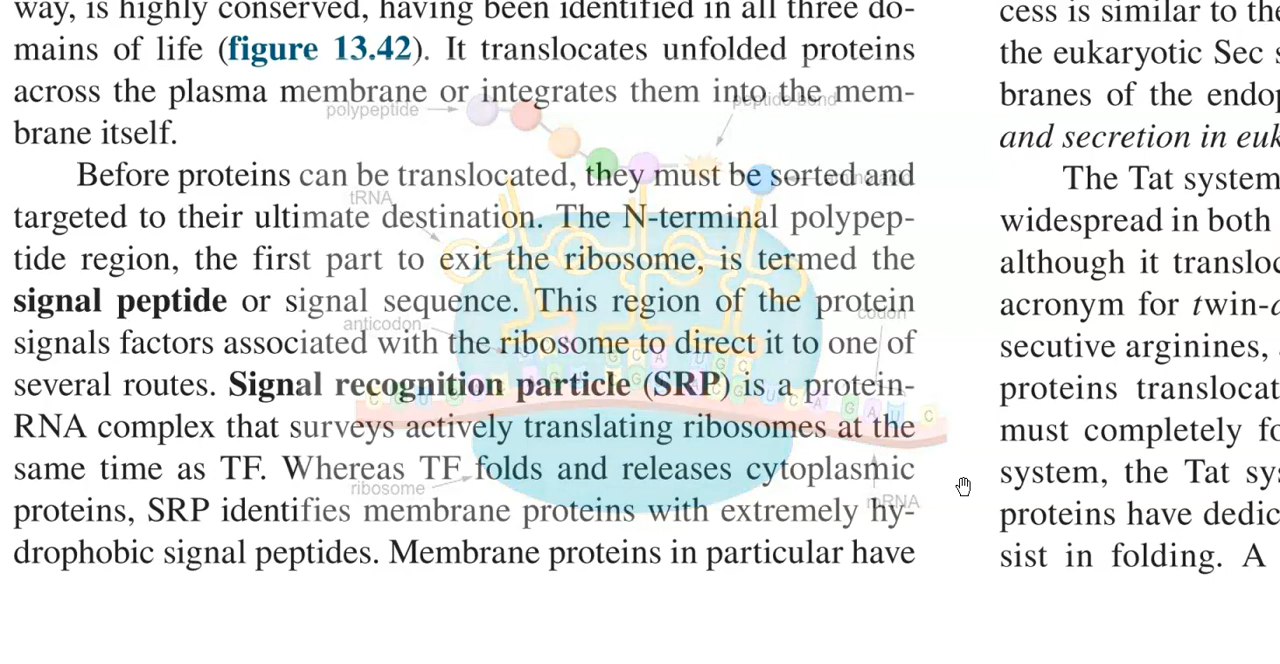 way, is highly conserved, having been identified in all three do-
mains of life (figure 13.42). It translocates unfolded proteins
across the plasma membrane or integrates them into the mem-
brane itself.
Before proteins can be translocated, they must be sorted and
targeted to their ultimate destination. The N-terminal polypep-
tide region, the first part to exit the ribosome, is termed the
signal peptide or signal sequence. This region of the protein
signals factors associated with the ribosome to direct it to one of
several routes. Signal recognition particle (SRP) is a protein-
RNA complex that surveys actively translating ribosomes at the
same time as TF. Whereas TF folds and releases cytoplasmic
proteins, SRP identifies membrane proteins with extremely hy-
drophobic signal peptides. Membrane proteins in particular have
cess is similar to the
the eukaryotic Sec s
branes of the endop
and secretion in euk
The Tat system
widespread in both
although it transloc
acronym for twin-a
secutive arginines,
proteins translocat
must completely fo
system, the Tat sys
proteins have dedic
sist in folding. A
polypeptide
peptide bond
tRNA
anticodon
codon
ribosome
mRNA